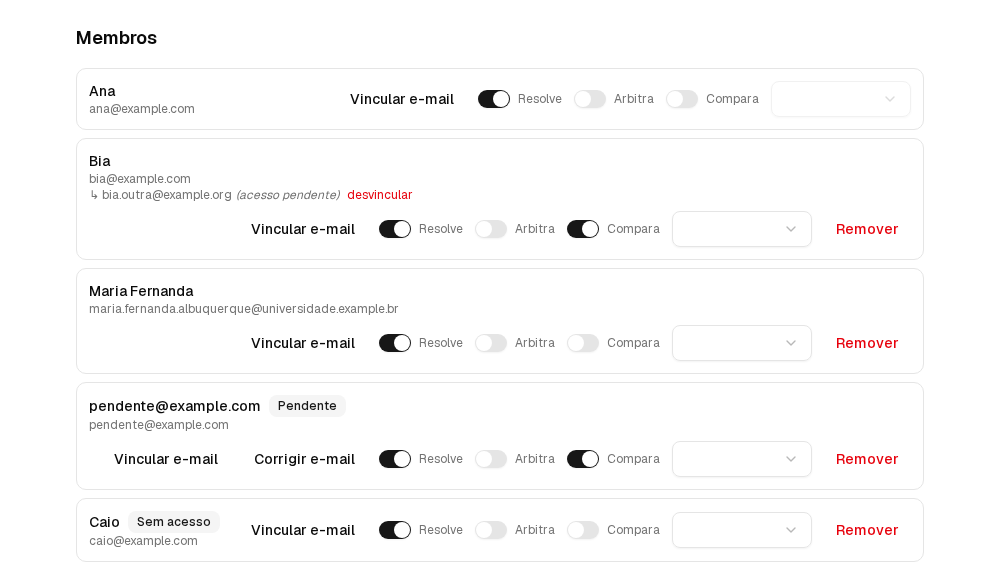 Membros
Ana
ana@example.com
Vincular e-mail Resolve Arbitra Compara
Bia
bia@example.com
↳ bia.outra@example.org (acesso pendente) desvincular
Vincular e-mail Resolve Arbitra Compara Remover
Maria Fernanda
maria.fernanda.albuquerque@universidade.example.br
Vincular e-mail Resolve Arbitra Compara Remover
pendente@example.com Pendente
pendente@example.com
Vincular e-mail Corrigir e-mail Resolve Arbitra Compara Remover
Caio Sem acesso
caio@example.com
Vincular e-mail Resolve Arbitra Compara Remover